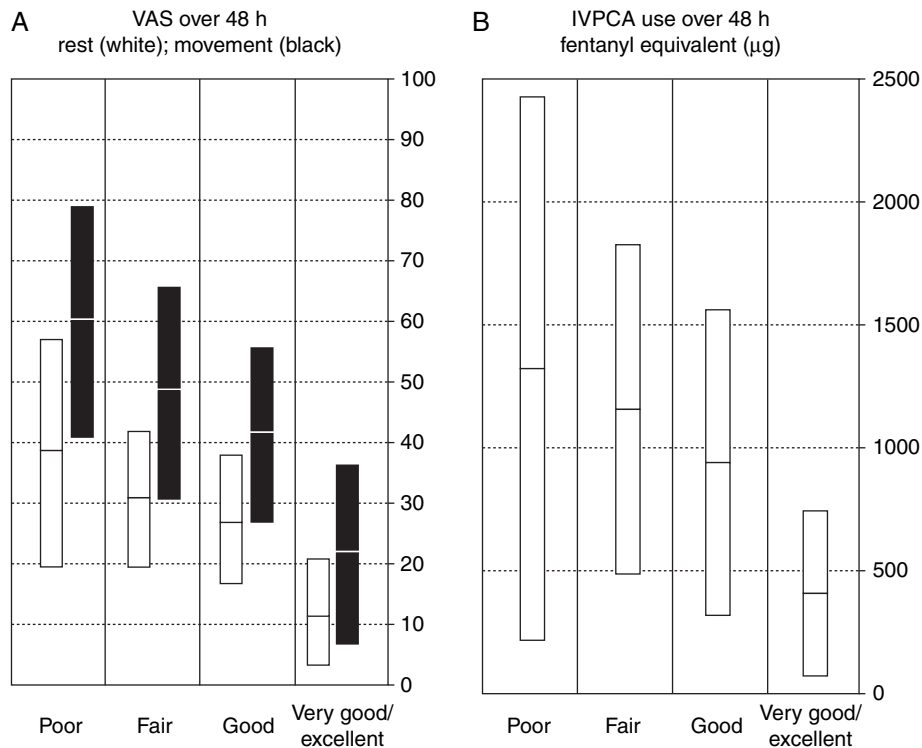 A
VAS over 48 h
rest (white); movement (black)
100
90
80
70
60
50
40
30
20
10
0
Poor
Fair
Good
Very good/
excellent
B
IVPCA use over 48 h
fentanyl equivalent (μg)
2500
2000
1500
1000
500
0
Poor
Fair
Good
Very good/
excellent